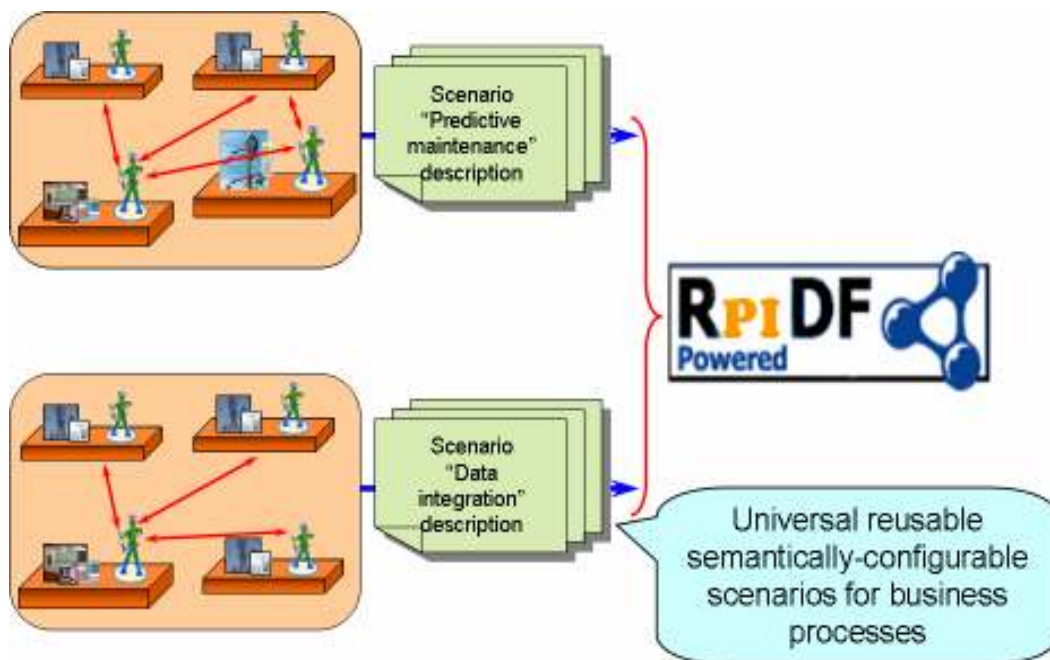 Scenario
“Predictive
maintenance”
description
RPIDF
Powered
Scenario
“Data
integration”
description
Universal reusable
semantically-configurable
scenarios for business
processes